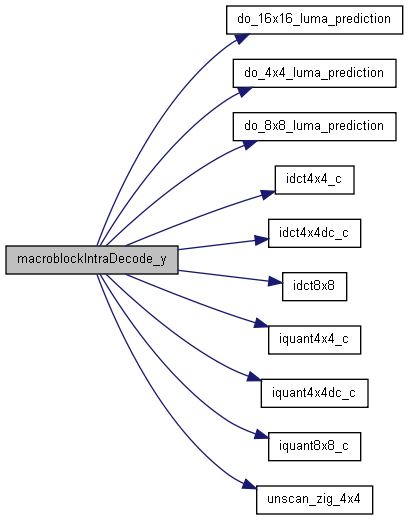 do_16x16_luma_prediction
do_4x4_luma_prediction
do_8x8_luma_prediction
idct4x4_c
idct4x4dc_c
macroblockIntraDecode_y
idct8x8
iquant4x4_c
iquant4x4dc_c
iquant8x8_c
unscan_zig_4x4